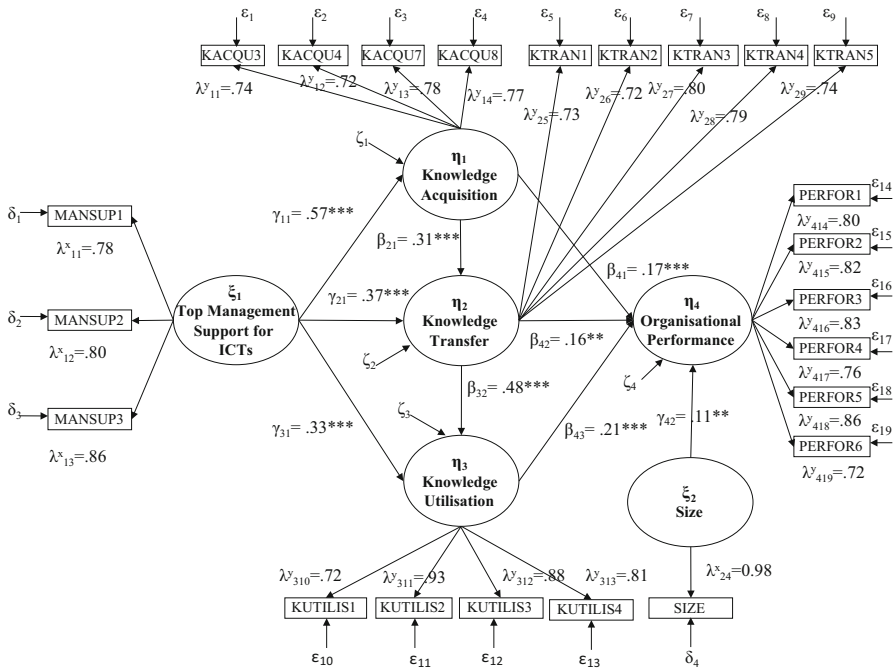 ε1 ε2 ε3 ε4 ε5 ε6 ε7 ε8 ε9
KACQU3 KACQU4 KACQU7 KACQU8 KTRAN1 KTRAN2 KTRAN3 KTRAN4 KTRAN5
λʸ11=.74 λʸ12=.72 λʸ13=.78 λʸ14=.77 λʸ25=.73 λʸ26=.72 λʸ27=.80 λʸ28=.79 λʸ29=.74
ζ1
η1
Knowledge
Acquisition
δ1
MANSUP1
λˣ11=.78
δ2
MANSUP2
λˣ12=.80
δ3
MANSUP3
λˣ13=.86
ξ1
Top Management
Support for
ICTs
γ11= .57***
β21= .31***
γ21= .37***
η2
Knowledge
Transfer
ζ2
β32= .48***
γ31= .33***
ζ3
η3
Knowledge
Utilisation
β41= .17***
β42= .16**
β43= .21***
η4
Organisational
Performance
ζ4
γ42= .11**
ξ2
Size
λˣ24=0.98
SIZE
δ4
ε14
PERFOR1
λʸ414=.80
ε15
PERFOR2
λʸ415=.82
ε16
PERFOR3
λʸ416=.83
ε17
PERFOR4
λʸ417=.76
ε18
PERFOR5
λʸ418=.86
ε19
PERFOR6
λʸ419=.72
λʸ310=.72 λʸ311=.93 λʸ312=.88 λʸ313=.81
KUTILIS1 KUTILIS2 KUTILIS3 KUTILIS4
ε10 ε11 ε12 ε13